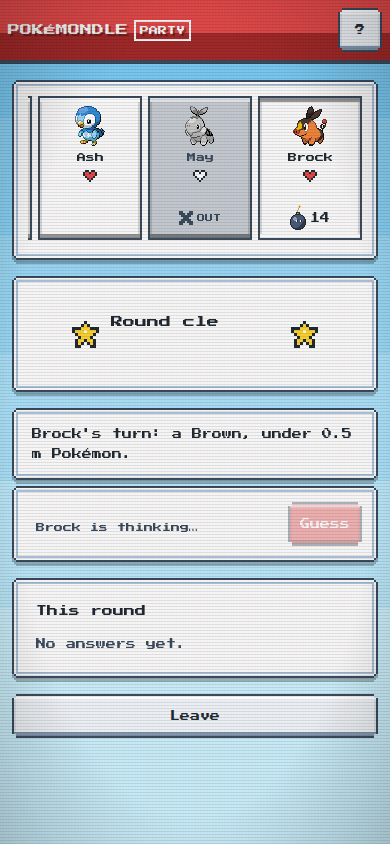 POKéMONDLE PARTY
?
Ash
May
Brock
OUT
14
Round cle
Brock's turn: a Brown, under 0.5
m Pokémon.
Brock is thinking…
Guess
This round
No answers yet.
Leave